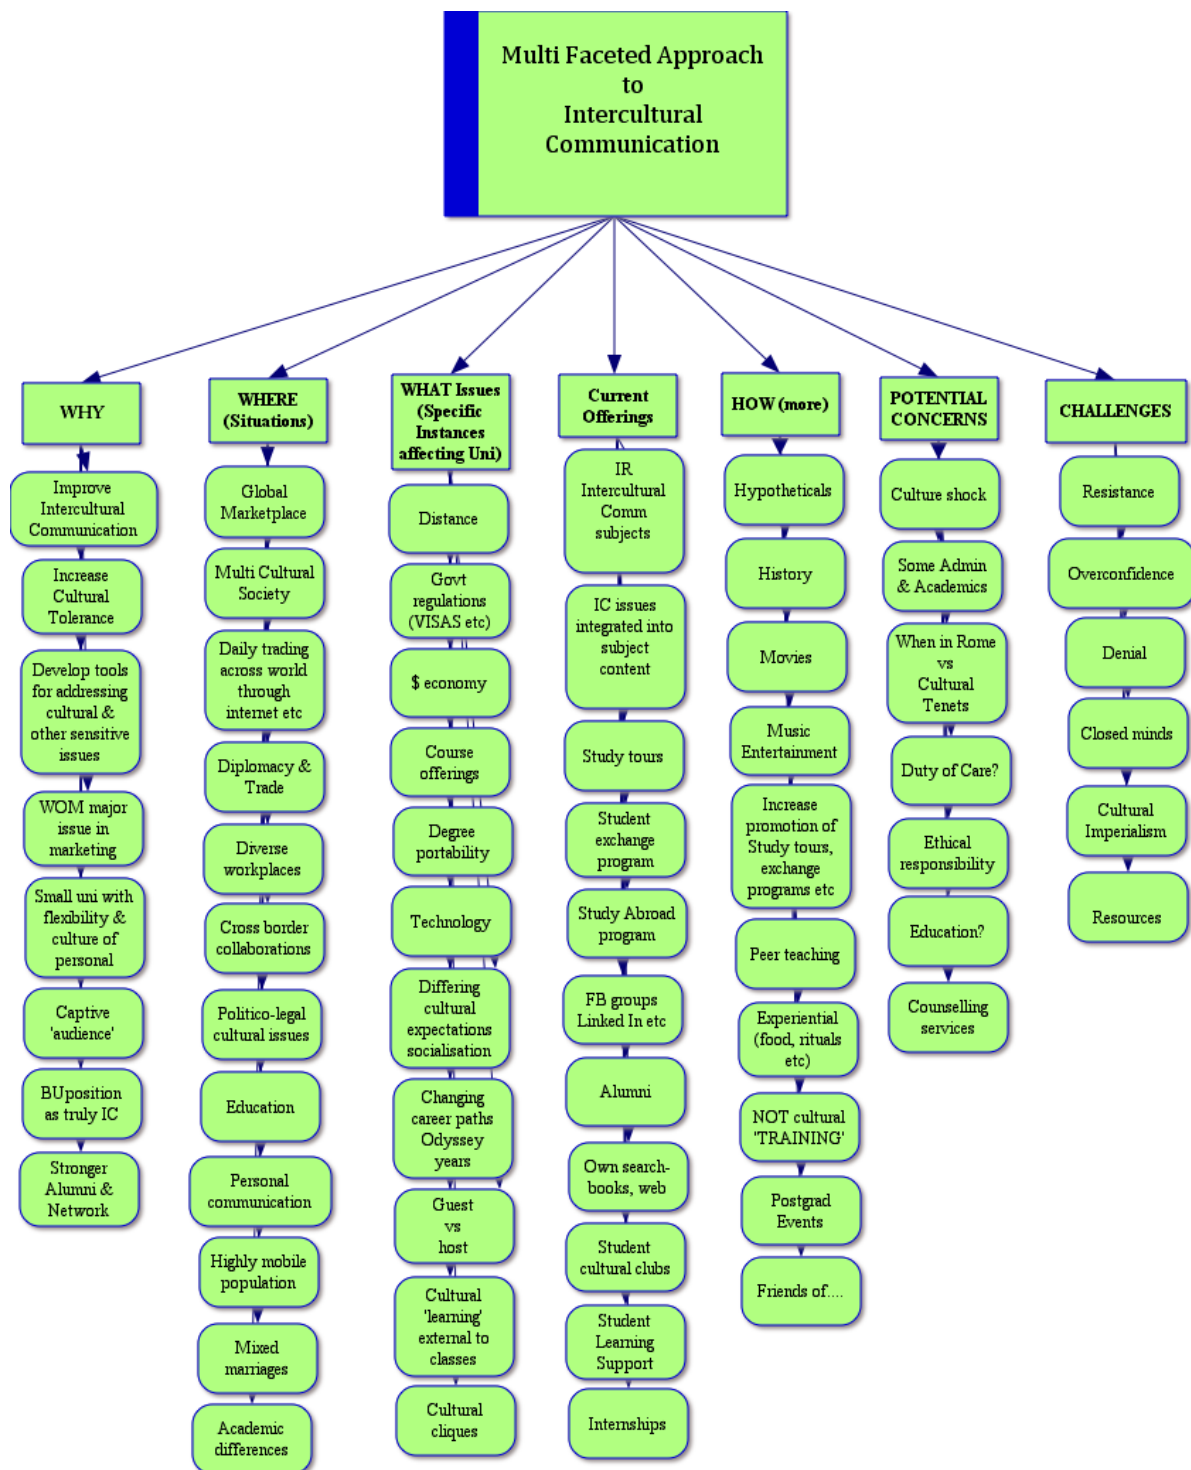 Multi Faceted Approach
to
Intercultural
Communication
WHY
Improve
Intercultural
Communication
Increase
Cultural
Tolerance
Develop tools
for addressing
cultural &
other sensitive
issues
WOM major
issue in
marketing
Small uni with
flexibility &
culture of
personal
Captive
'audience'
BUposition
as truly IC
Stronger
Alumni &
Network
WHERE
(Situations)
Global
Marketplace
Multi Cultural
Society
Daily trading
across world
through
internet etc
Diplomacy &
Trade
Diverse
workplaces
Cross border
collaborations
Politico-legal
cultural issues
Education
Personal
communication
Highly mobile
population
Mixed
marriages
Academic
differences
WHAT Issues
(Specific
Instances
affecting Uni)
Distance
Govt
regulations
(VISAS etc)
$ economy
Course
offerings
Degree
portability
Technology
Differing
cultural
expectations
socialisation
Changing
career paths
Odyssey
years
Guest
vs
host
Cultural
'learning'
external to
classes
Cultural
cliques
Current
Offerings
IR
Intercultural
Comm
subjects
IC issues
integrated into
subject
content
Study tours
Student
exchange
program
Study Abroad
program
FB groups
Linked In etc
Alumni
Own search-
books, web
Student
cultural clubs
Student
Learning
Support
Internships
HOW (more)
Hypotheticals
History
Movies
Music
Entertainment
Increase
promotion of
Study tours,
exchange
programs etc
Peer teaching
Experiential
(food, rituals
etc)
NOT cultural
'TRAINING'
Postgrad
Events
Friends of....
POTENTIAL
CONCERNS
Culture shock
Some Admin
& Academics
When in Rome
vs
Cultural
Tenets
Duty of Care?
Ethical
responsibility
Education?
Counselling
services
CHALLENGES
Resistance
Overconfidence
Denial
Closed minds
Cultural
Imperialism
Resources